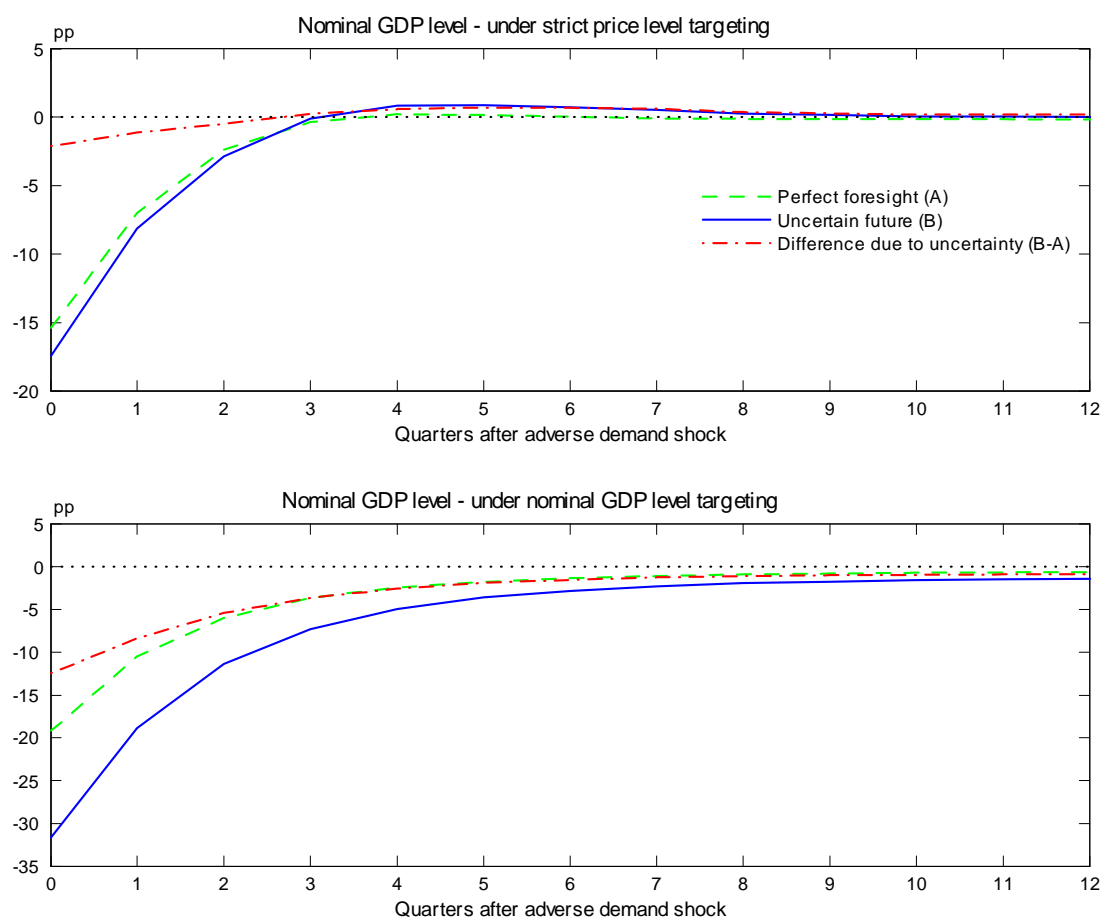 Nominal GDP level - under strict price level targeting
pp
5
0
-5
-10
-15
-20
Perfect foresight (A)
Uncertain future (B)
Difference due to uncertainty (B-A)
0 1 2 3 4 5 6 7 8 9 10 11 12
Quarters after adverse demand shock
Nominal GDP level - under nominal GDP level targeting
pp
5
0
-5
-10
-15
-20
-25
-30
-35
0 1 2 3 4 5 6 7 8 9 10 11 12
Quarters after adverse demand shock